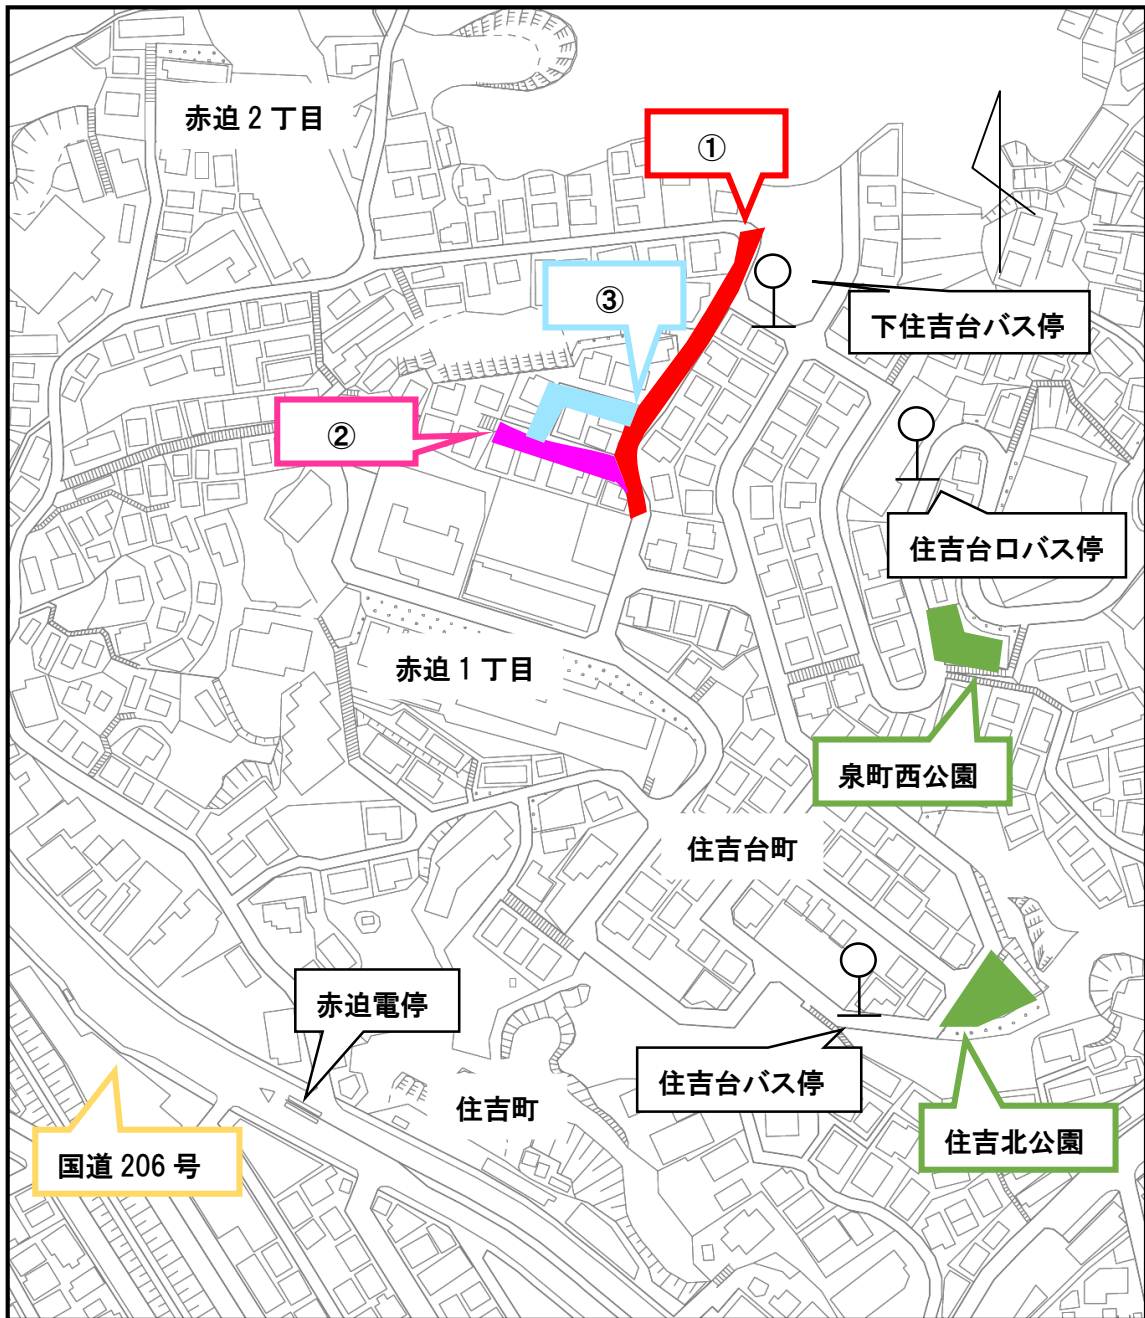 赤迫２丁目
①
③
下住吉台バス停
②
住吉台口バス停
赤迫１丁目
泉町西公園
住吉台町
赤迫電停
住吉台バス停
住吉町
住吉北公園
国道 206 号